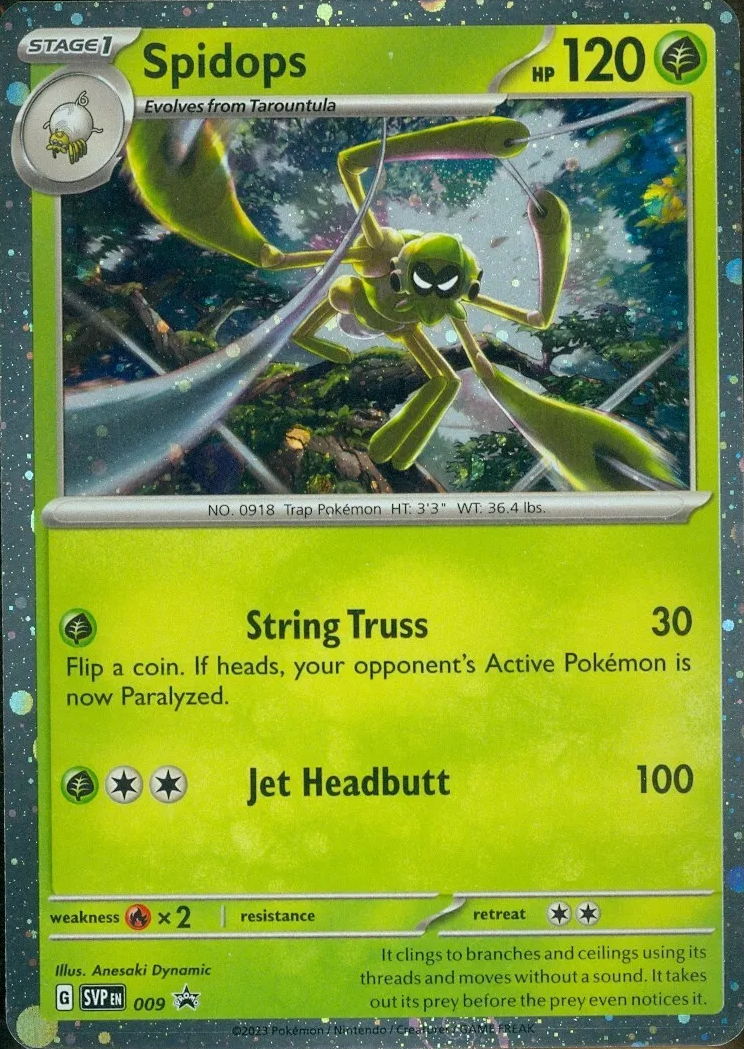 STAGE 1
Spidops
HP 120
Evolves from Tarountula
NO. 0918 Trap Pokémon HT: 3'3" WT: 36.4 lbs.
String Truss 30
Flip a coin. If heads, your opponent's Active Pokémon is
now Paralyzed.
Jet Headbutt 100
weakness ×2 resistance retreat
Illus. Anesaki Dynamic
G SVP EN 009 PROMO
It clings to branches and ceilings using its
threads and moves without a sound. It takes
out its prey before the prey even notices it.
©2023 Pokémon / Nintendo / Creatures / GAME FREAK